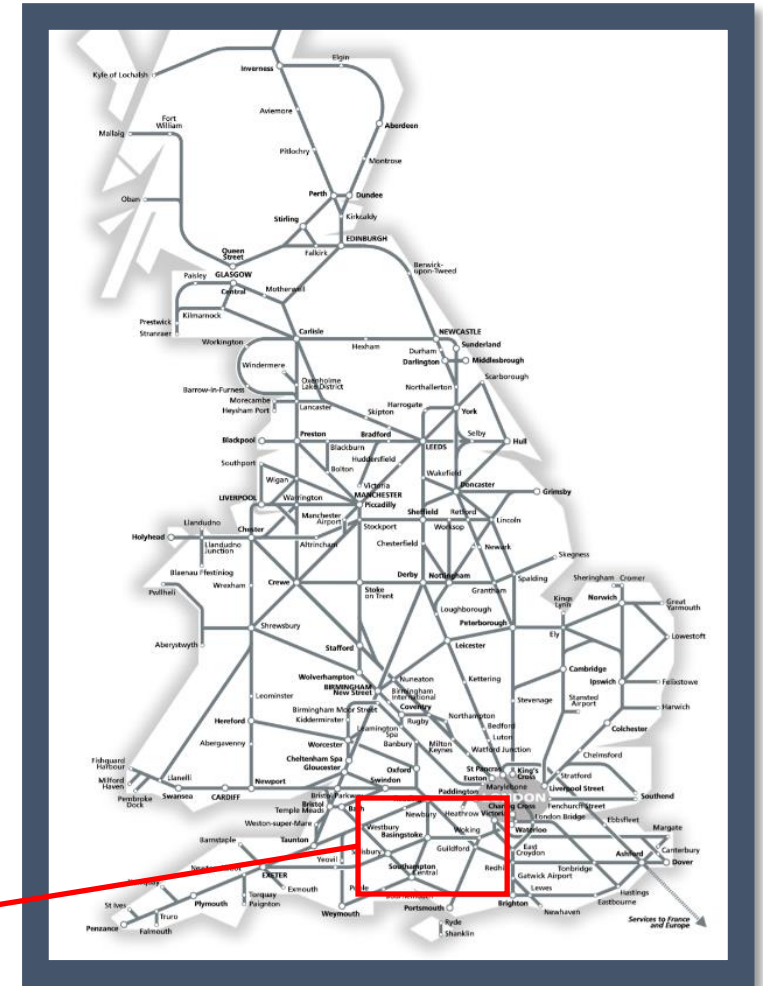 Elgin
Inverness
Kyle of Lochalsh
Aviemore
Fort
William
Mallaig
Aberdeen
Pitlochry
Montrose
Perth
Dundee
Oban
Stirling
Kirkcaldy
EDINBURGH
Queen
Street
Falkirk
Berwick-
upon-Tweed
Paisley
GLASGOW
Central
Motherwell
Prestwick
Kilmarnock
Stranraer
Carlisle
NEWCASTLE
Workington
Hexham
Sunderland
Durham
Darlington
Middlesbrough
Windermere
Scarborough
Oxenholme
Lake District
Northallerton
Barrow-in-Furness
Morecambe
Heysham Port
Lancaster
Harrogate
York
Skipton
Blackpool
Preston
Bradford
Selby
Hull
Blackburn
LEEDS
Southport
Huddersfield
Bolton
Wakefield
Wigan
Victoria
Doncaster
MANCHESTER
Piccadilly
Grimsby
LIVERPOOL
Warrington
Sheffield
Retford
Manchester
Airport
Stockport
Worksop
Lincoln
Llandudno
Chester
Holyhead
Llandudno
Junction
Altrincham
Chesterfield
Newark
Skegness
Blaenau Ffestiniog
Crewe
Stoke
on Trent
Derby
Nottingham
Spalding
Sheringham
Cromer
Pwllheli
Wrexham
Grantham
Kings
Lynn
Norwich
Great
Yarmouth
Loughborough
Peterborough
Shrewsbury
Ely
Lowestoft
Aberystwyth
Stafford
Leicester
Wolverhampton
Nuneaton
Cambridge
BIRMINGHAM
New Street
Birmingham
International
Kettering
Ipswich
Felixstowe
Leominster
Coventry
Stevenage
Stansted
Airport
Harwich
Birmingham Moor Street
Rugby
Northampton
Hereford
Kidderminster
Leamington
Spa
Bedford
Colchester
Worcester
Banbury
Milton
Keynes
Luton
Abergavenny
Watford Junction
Chelmsford
Cheltenham Spa
Gloucester
Oxford
St Pancras
Euston
King's
Cross
Stratford
Fishguard
Harbour
Milford
Haven
Llanelli
Newport
Swindon
Paddington
Marylebone
Liverpool Street
Pembroke
Dock
Swansea
CARDIFF
Bristol Parkway
Bristol
Temple Meads
Bath
Heathrow
Victoria
Charing Cross
Fenchurch Street
Southend
Newbury
London Bridge
Ebbsfleet
Weston-super-Mare
Westbury
Basingstoke
Woking
Waterloo
Margate
Barnstaple
Taunton
Guildford
East
Croydon
Canterbury
Yeovil
Southampton
Central
Tonbridge
Ashford
Dover
EXETER
Exmouth
Gatwick Airport
Hastings
St Ives
Torquay
Paignton
Lewes
Eastbourne
Plymouth
Weymouth
Portsmouth
Brighton
Newhaven
Truro
Penzance
Falmouth
Ryde
Shanklin
Services to France
and Europe